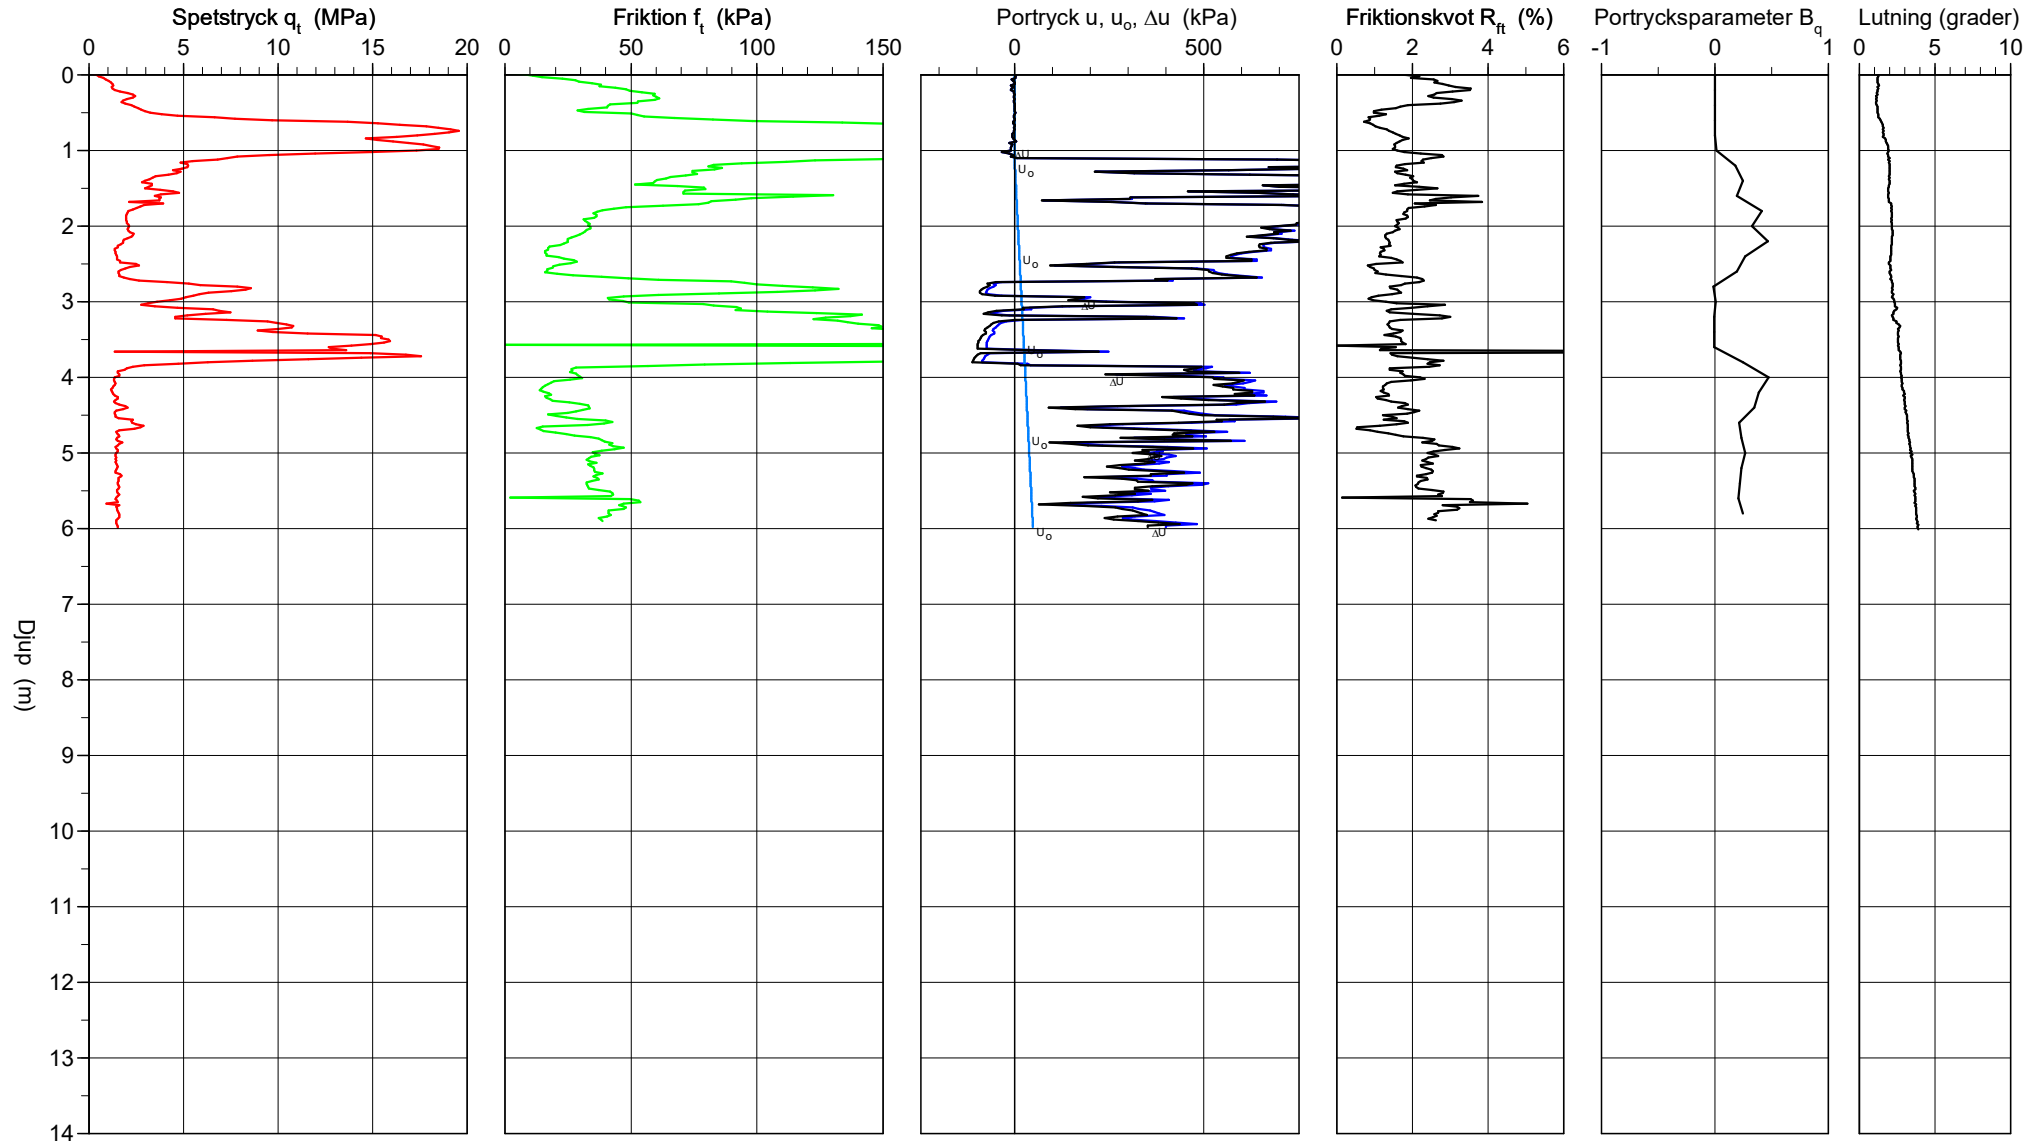 Spetstryck qt (MPa) Friktion ft (kPa) Portryck u, uo, Δu (kPa) Friktionskvot Rft (%) Portrycksparameter Bq Lutning (grader)
0 5 10 15 20 0 50 100 150 0 500 0 2 4 6 -1 0 1 0 5 10
0
ΔU
1
Uo
2
Uo
3
ΔU
Uo
4
ΔU
Uo
5
6
Uo ΔU
7
Djup (m)
8
9
10
11
12
13
14